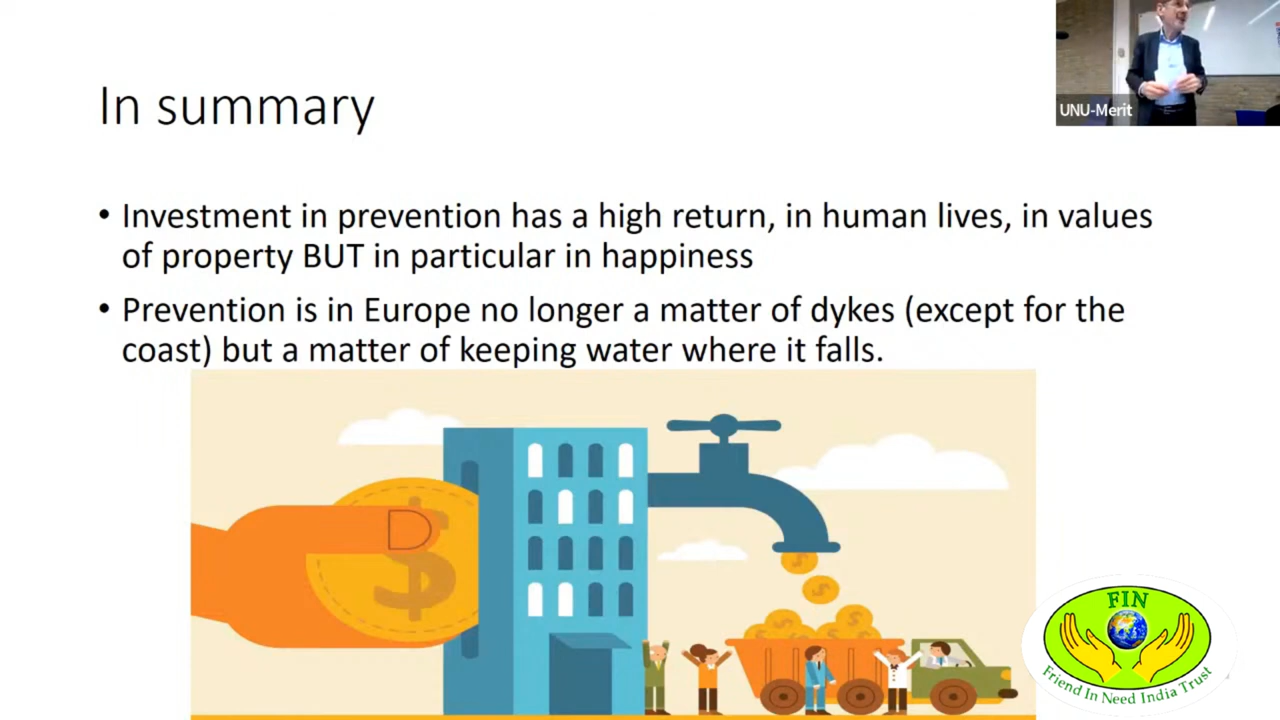 In summary
UNU-Merit
• Investment in prevention has a high return, in human lives, in values
of property BUT in particular in happiness
• Prevention is in Europe no longer a matter of dykes (except for the
coast) but a matter of keeping water where it falls.
$
$
$
FIN
Friend In Need India Trust